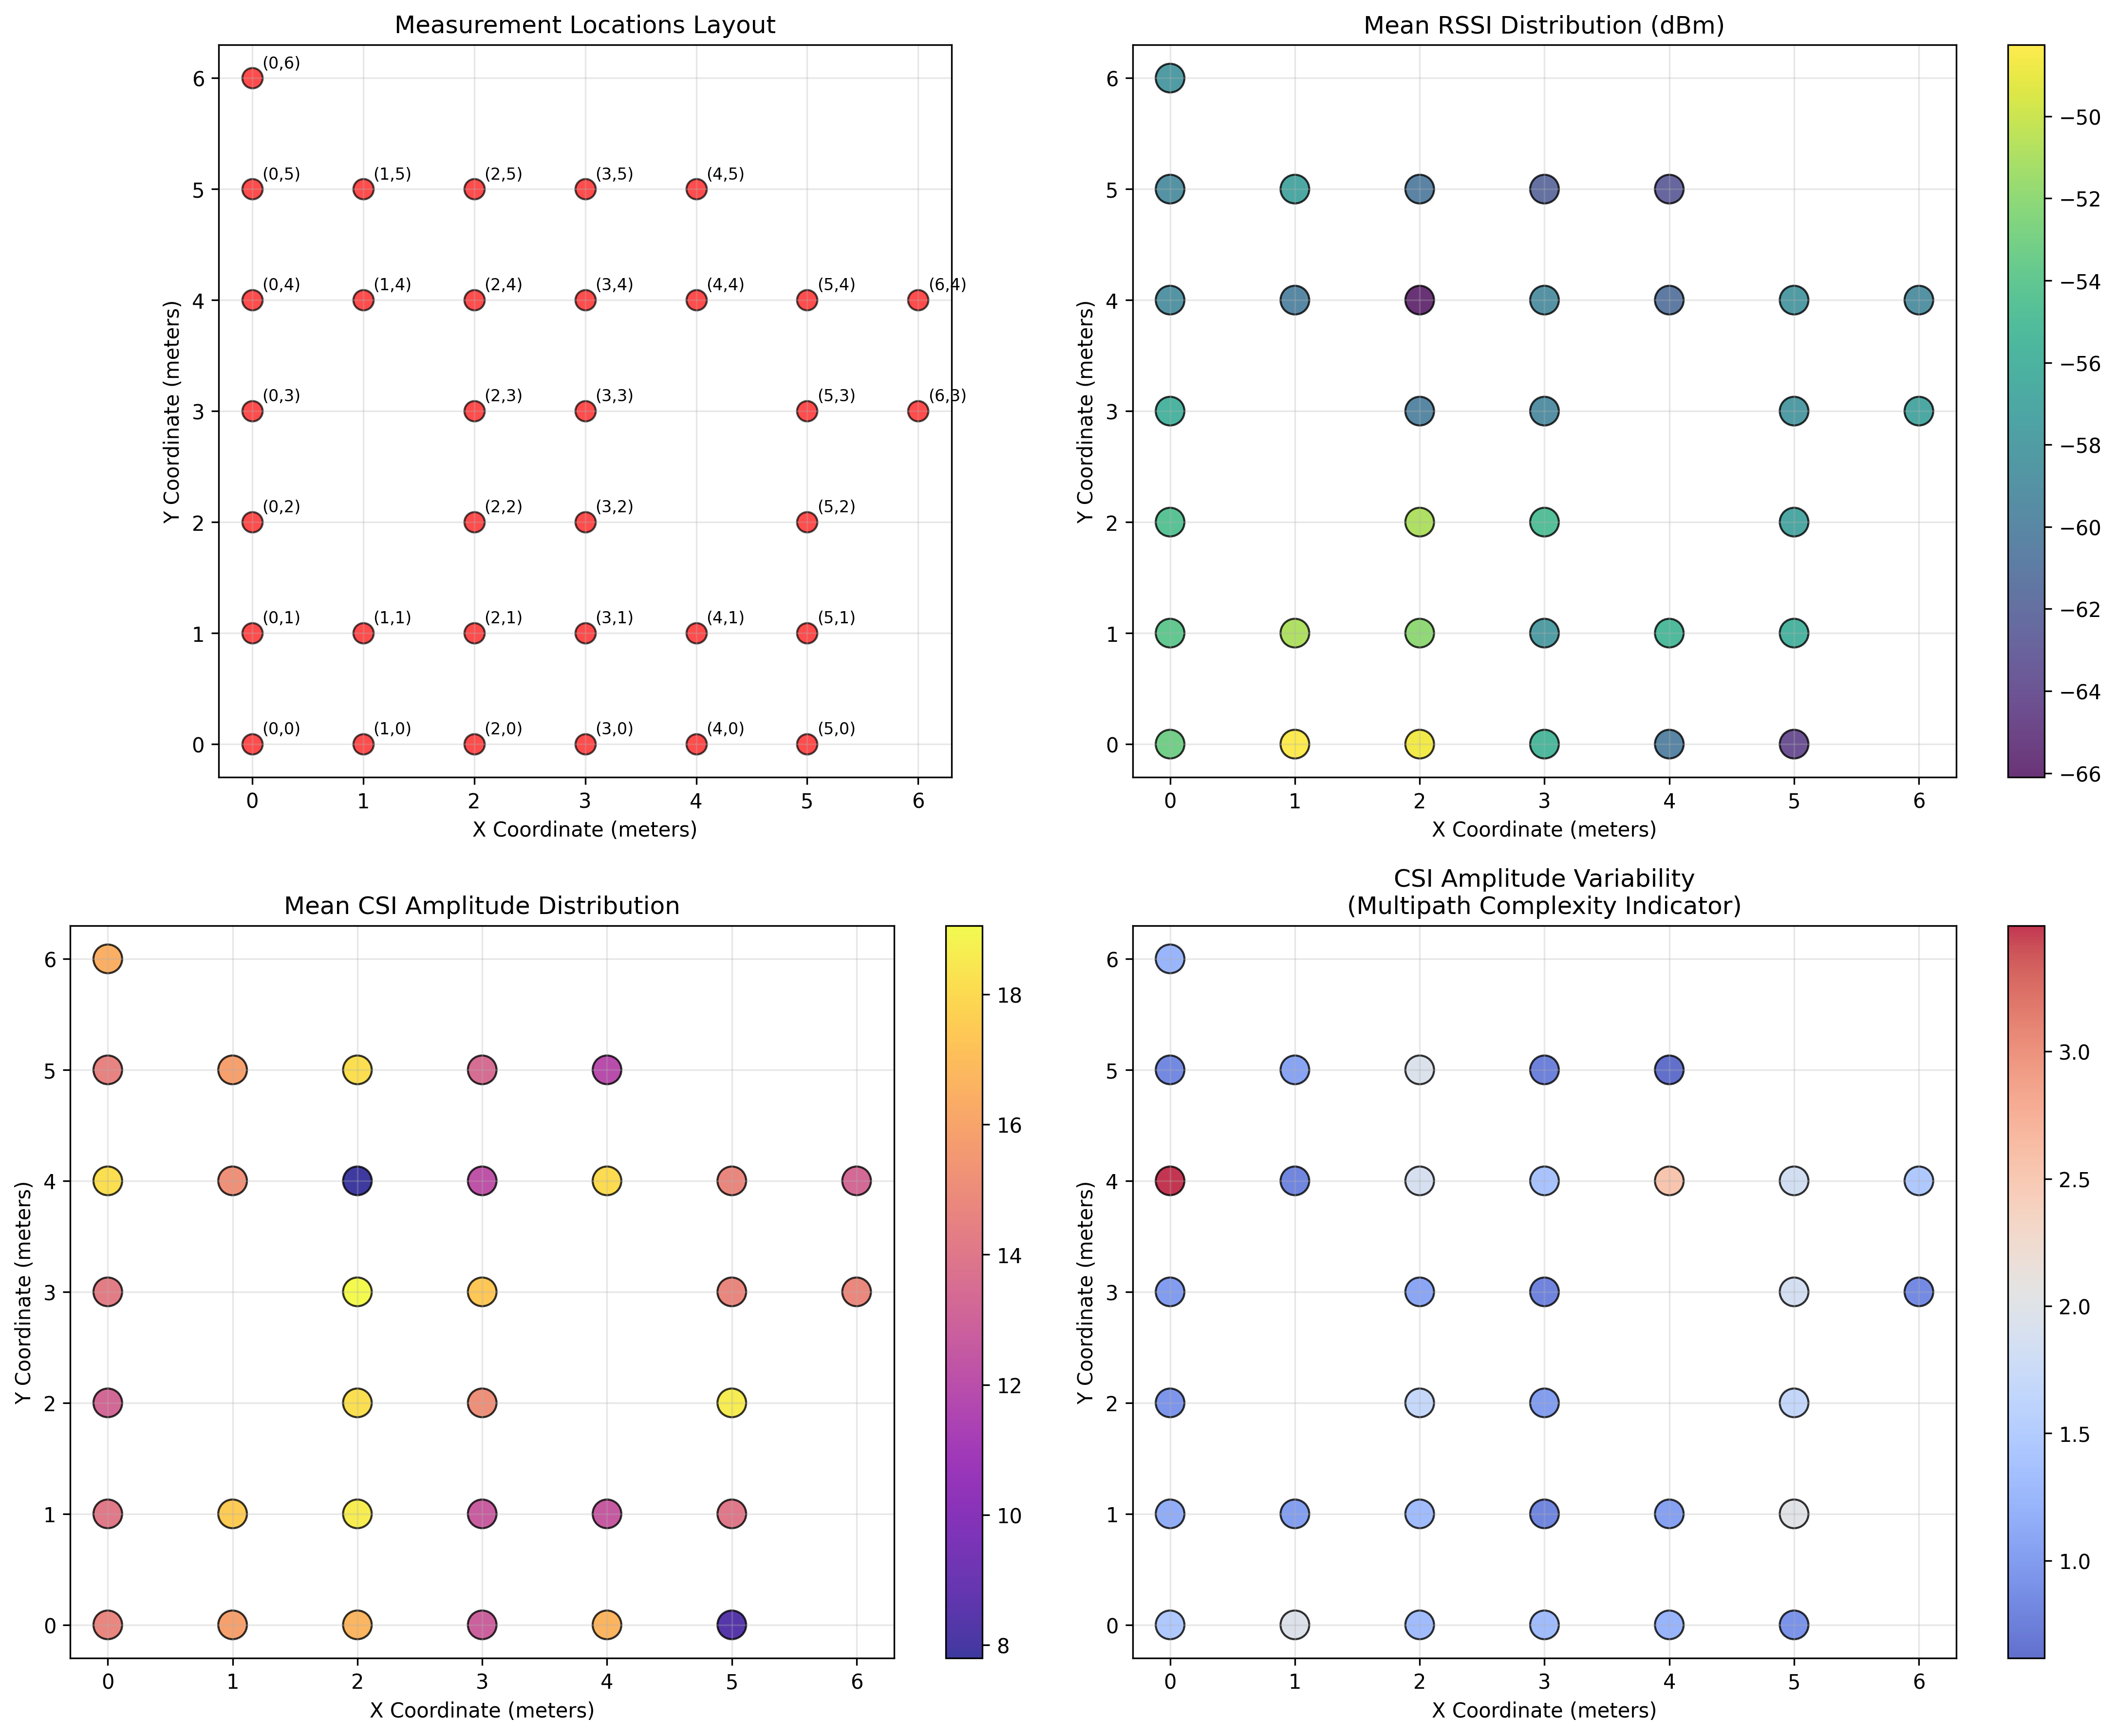 Measurement Locations Layout
(0,6)
(0,5) (1,5) (2,5) (3,5) (4,5)
(0,4) (1,4) (2,4) (3,4) (4,4) (5,4) (6,4)
(0,3) (2,3) (3,3) (5,3) (6,3)
(0,2) (2,2) (3,2) (5,2)
(0,1) (1,1) (2,1) (3,1) (4,1) (5,1)
(0,0) (1,0) (2,0) (3,0) (4,0) (5,0)
6
5
4
3
2
1
0
Y Coordinate (meters)
0 1 2 3 4 5 6
X Coordinate (meters)
Mean RSSI Distribution (dBm)
6
5
4
3
2
1
0
Y Coordinate (meters)
0 1 2 3 4 5 6
X Coordinate (meters)
−50
−52
−54
−56
−58
−60
−62
−64
−66
Mean CSI Amplitude Distribution
6
5
4
3
2
1
0
Y Coordinate (meters)
0 1 2 3 4 5 6
X Coordinate (meters)
18
16
14
12
10
8
CSI Amplitude Variability
(Multipath Complexity Indicator)
6
5
4
3
2
1
0
Y Coordinate (meters)
0 1 2 3 4 5 6
X Coordinate (meters)
3.0
2.5
2.0
1.5
1.0